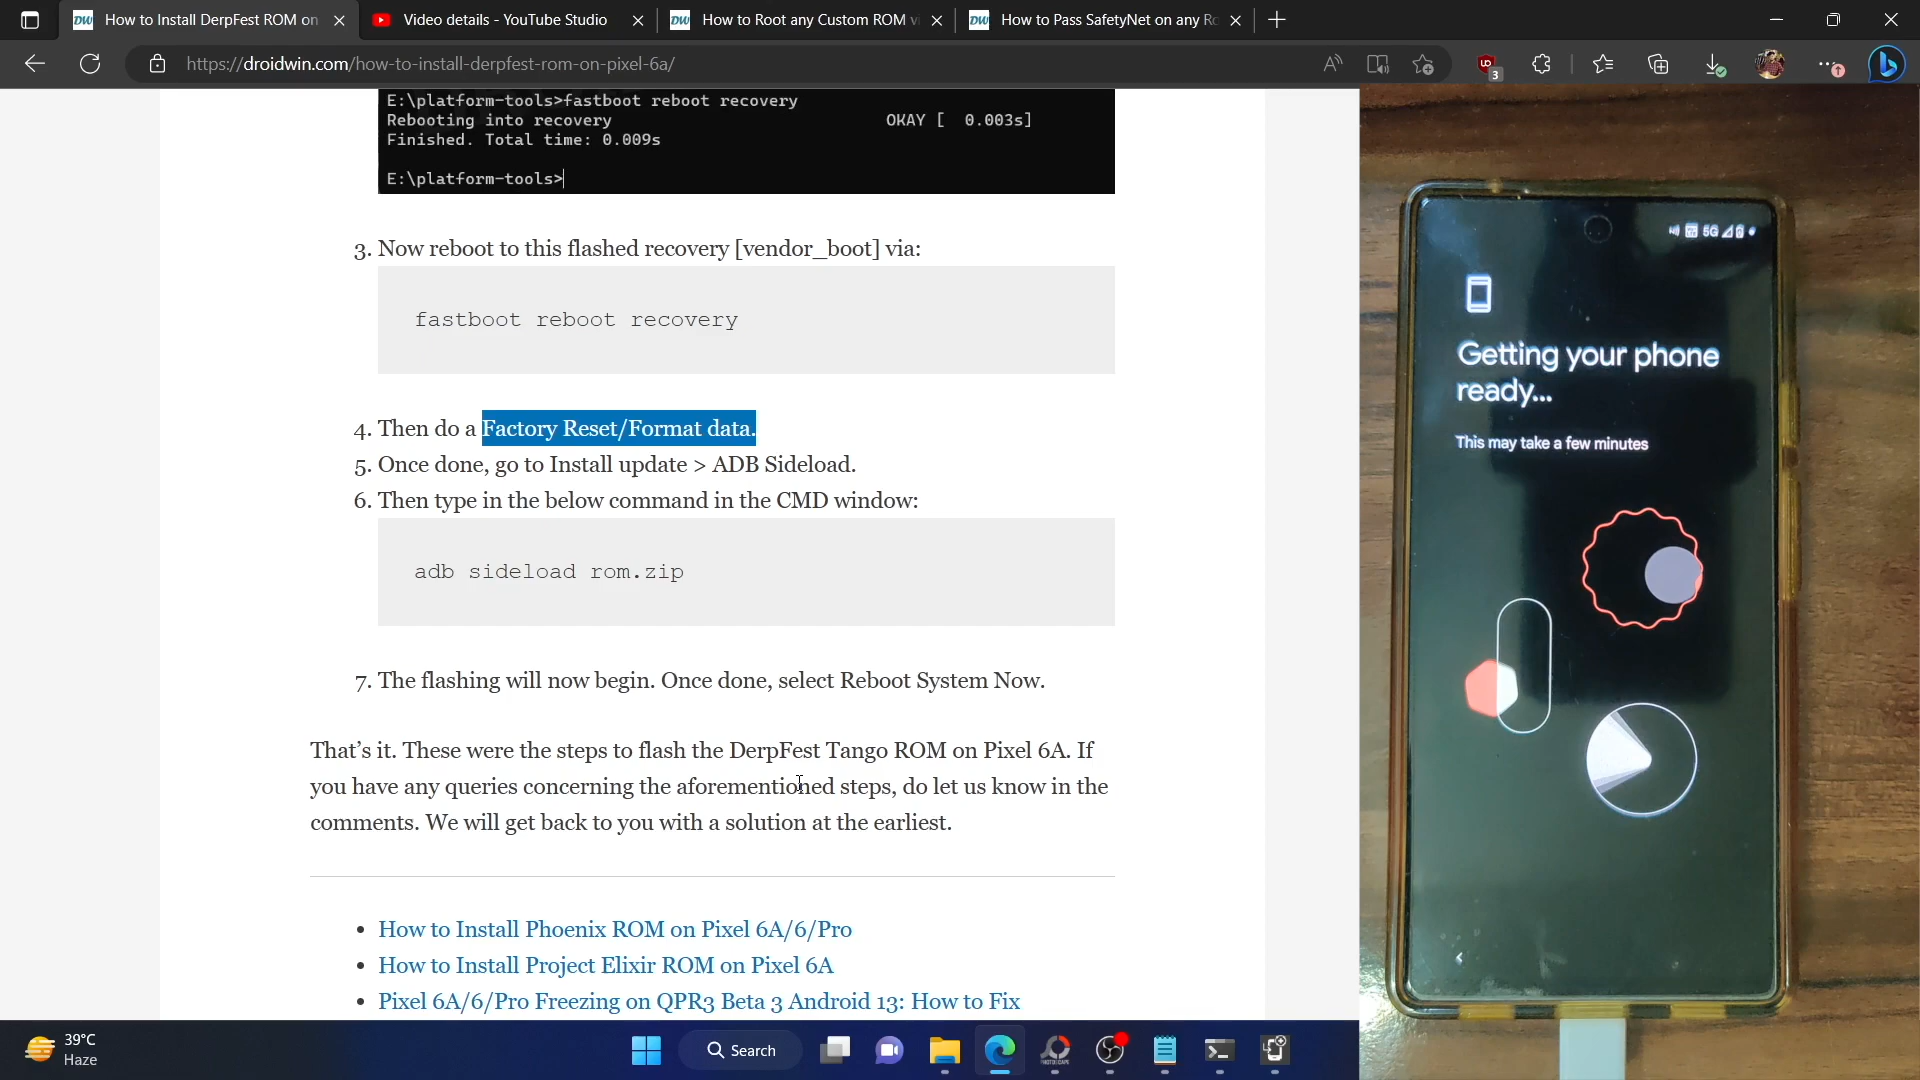 How to Install DerpFest ROM on
Video details - YouTube Studio
How to Root any Custom ROM vi
How to Pass SafetyNet on any Ro
https://droidwin.com/how-to-install-derpfest-rom-on-pixel-6a/
3
E:\platform-tools>fastboot reboot recovery
Rebooting into recovery OKAY [ 0.003s]
Finished. Total time: 0.009s
E:\platform-tools>
3. Now reboot to this flashed recovery [vendor_boot] via:
fastboot reboot recovery
4. Then do a Factory Reset/Format data.
5. Once done, go to Install update > ADB Sideload.
6. Then type in the below command in the CMD window:
adb sideload rom.zip
7. The flashing will now begin. Once done, select Reboot System Now.
That's it. These were the steps to flash the DerpFest Tango ROM on Pixel 6A. If
you have any queries concerning the aforementioned steps, do let us know in the
comments. We will get back to you with a solution at the earliest.
• How to Install Phoenix ROM on Pixel 6A/6/Pro
• How to Install Project Elixir ROM on Pixel 6A
• Pixel 6A/6/Pro Freezing on QPR3 Beta 3 Android 13: How to Fix
39°C
Haze
Search
5G
Getting your phone
ready...
This may take a few minutes